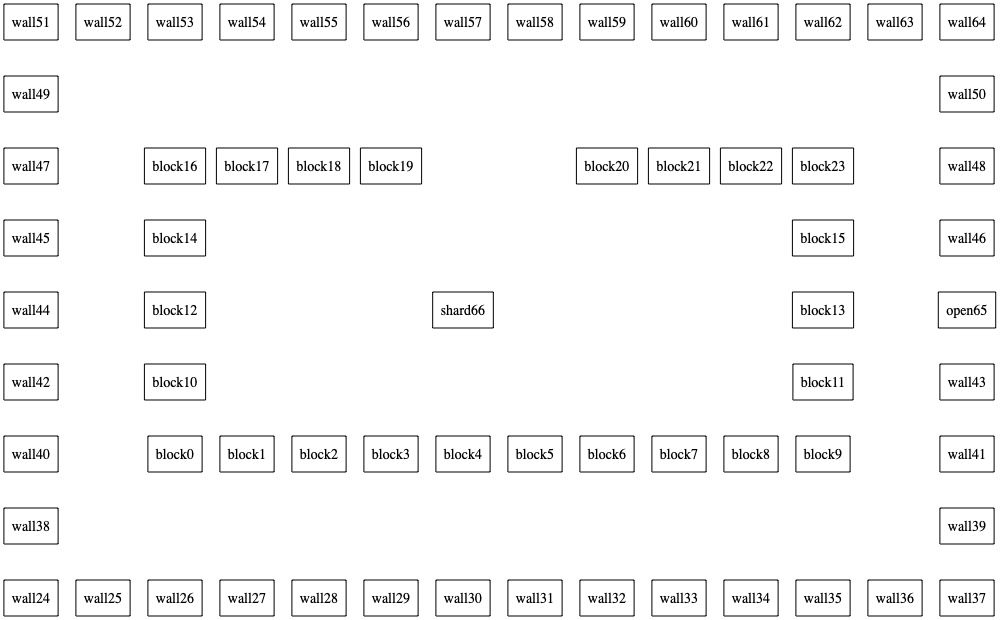 wall51 wall52 wall53 wall54 wall55 wall56 wall57 wall58 wall59 wall60 wall61 wall62 wall63 wall64
wall49 wall50
wall47 block16 block17 block18 block19 block20 block21 block22 block23 wall48
wall45 block14 block15 wall46
wall44 block12 shard66 block13 open65
wall42 block10 block11 wall43
wall40 block0 block1 block2 block3 block4 block5 block6 block7 block8 block9 wall41
wall38 wall39
wall24 wall25 wall26 wall27 wall28 wall29 wall30 wall31 wall32 wall33 wall34 wall35 wall36 wall37